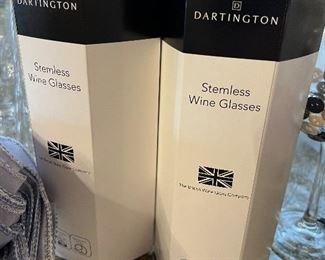 DARTINGTON
Stemless
Wine Glasses
D
DARTINGTON
Stemless
Wine Glasses